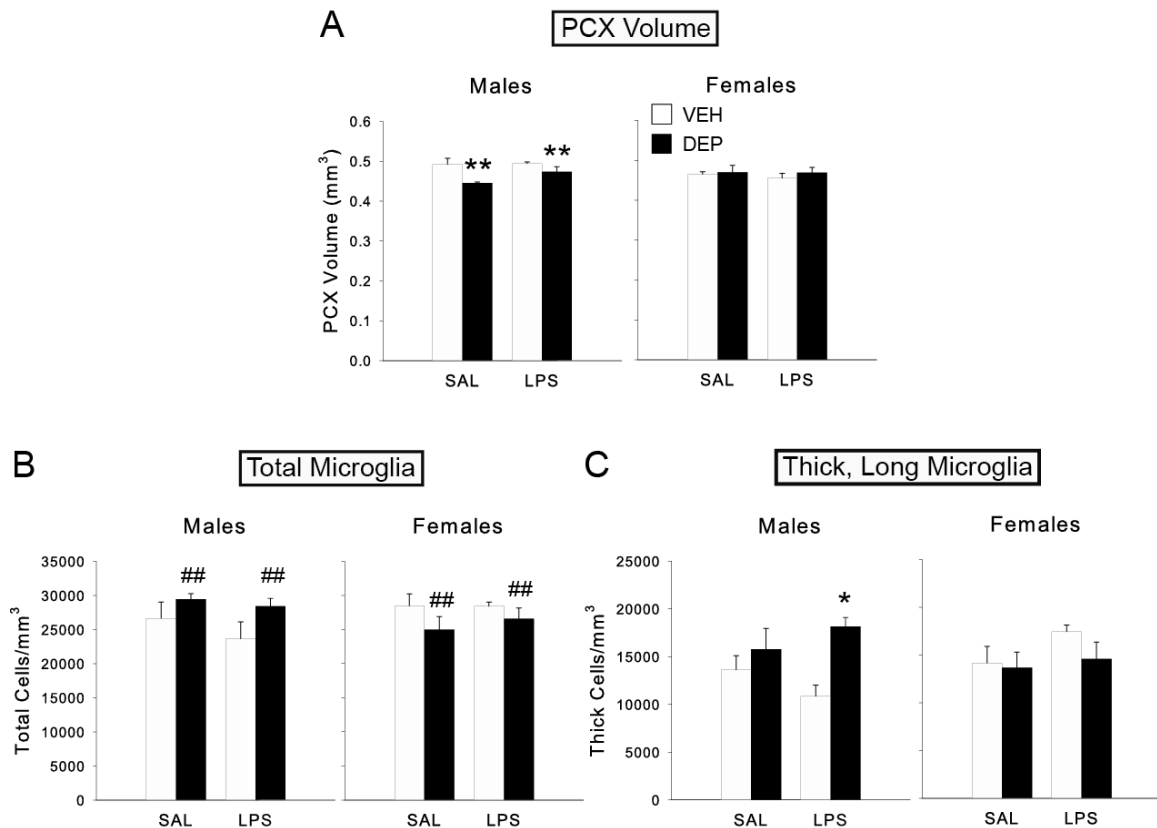 A
PCX Volume
Males
Females
VEH
DEP
PCX Volume (mm³)
0.6
0.5
0.4
0.3
0.2
0.1
0.0
**
**
SAL
LPS
SAL
LPS
B
Total Microglia
Males
Females
Total Cells/mm³
35000
30000
25000
20000
15000
10000
5000
0
##
##
##
##
SAL
LPS
SAL
LPS
C
Thick, Long Microglia
Males
Females
Thick Cells/mm³
25000
20000
15000
10000
5000
0
*
SAL
LPS
SAL
LPS